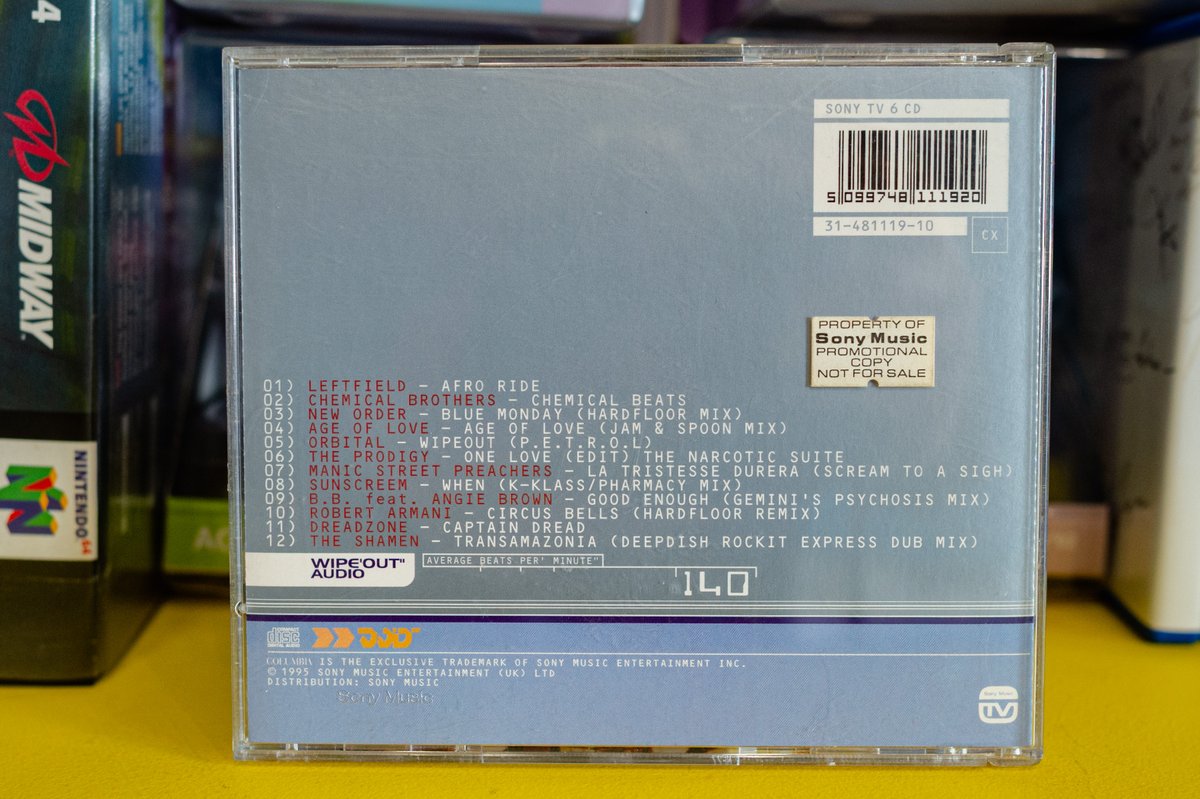 4
MIDWAY
NINTENDO 64
SONY TV 6 CD
5 099748 111920
31-481119-10
CX
PROPERTY OF
Sony Music
PROMOTIONAL
COPY
NOT FOR SALE
01) LEFTFIELD – AFRO RIDE
02) CHEMICAL BROTHERS – CHEMICAL BEATS
03) NEW ORDER – BLUE MONDAY (HARDFLOOR MIX)
04) AGE OF LOVE – AGE OF LOVE (JAM & SPOON MIX)
05) ORBITAL – WIPEOUT (P.E.T.R.O.L)
06) THE PRODIGY – ONE LOVE (EDIT) THE NARCOTIC SUITE
07) MANIC STREET PREACHERS – LA TRISTESSE DURERA (SCREAM TO A SIGH)
08) SUNSCREEM – WHEN (K-KLASS/PHARMACY MIX)
09) B.B. feat. ANGIE BROWN – GOOD ENOUGH (GEMINI'S PSYCHOSIS MIX)
10) ROBERT ARMANI – CIRCUS BELLS (HARDFLOOR REMIX)
11) DREADZONE – CAPTAIN DREAD
12) THE SHAMEN – TRANSAMAZONIA (DEEPDISH ROCKIT EXPRESS DUB MIX)
WIPE'OUT"
AUDIO
AVERAGE BEATS PER' MINUTE"
140
COMPACT
disc
DIGITAL AUDIO
COLUMBIA IS THE EXCLUSIVE TRADEMARK OF SONY MUSIC ENTERTAINMENT INC.
© 1995 SONY MUSIC ENTERTAINMENT (UK) LTD
DISTRIBUTION: SONY MUSIC
Sony Music
Sony Music
TV